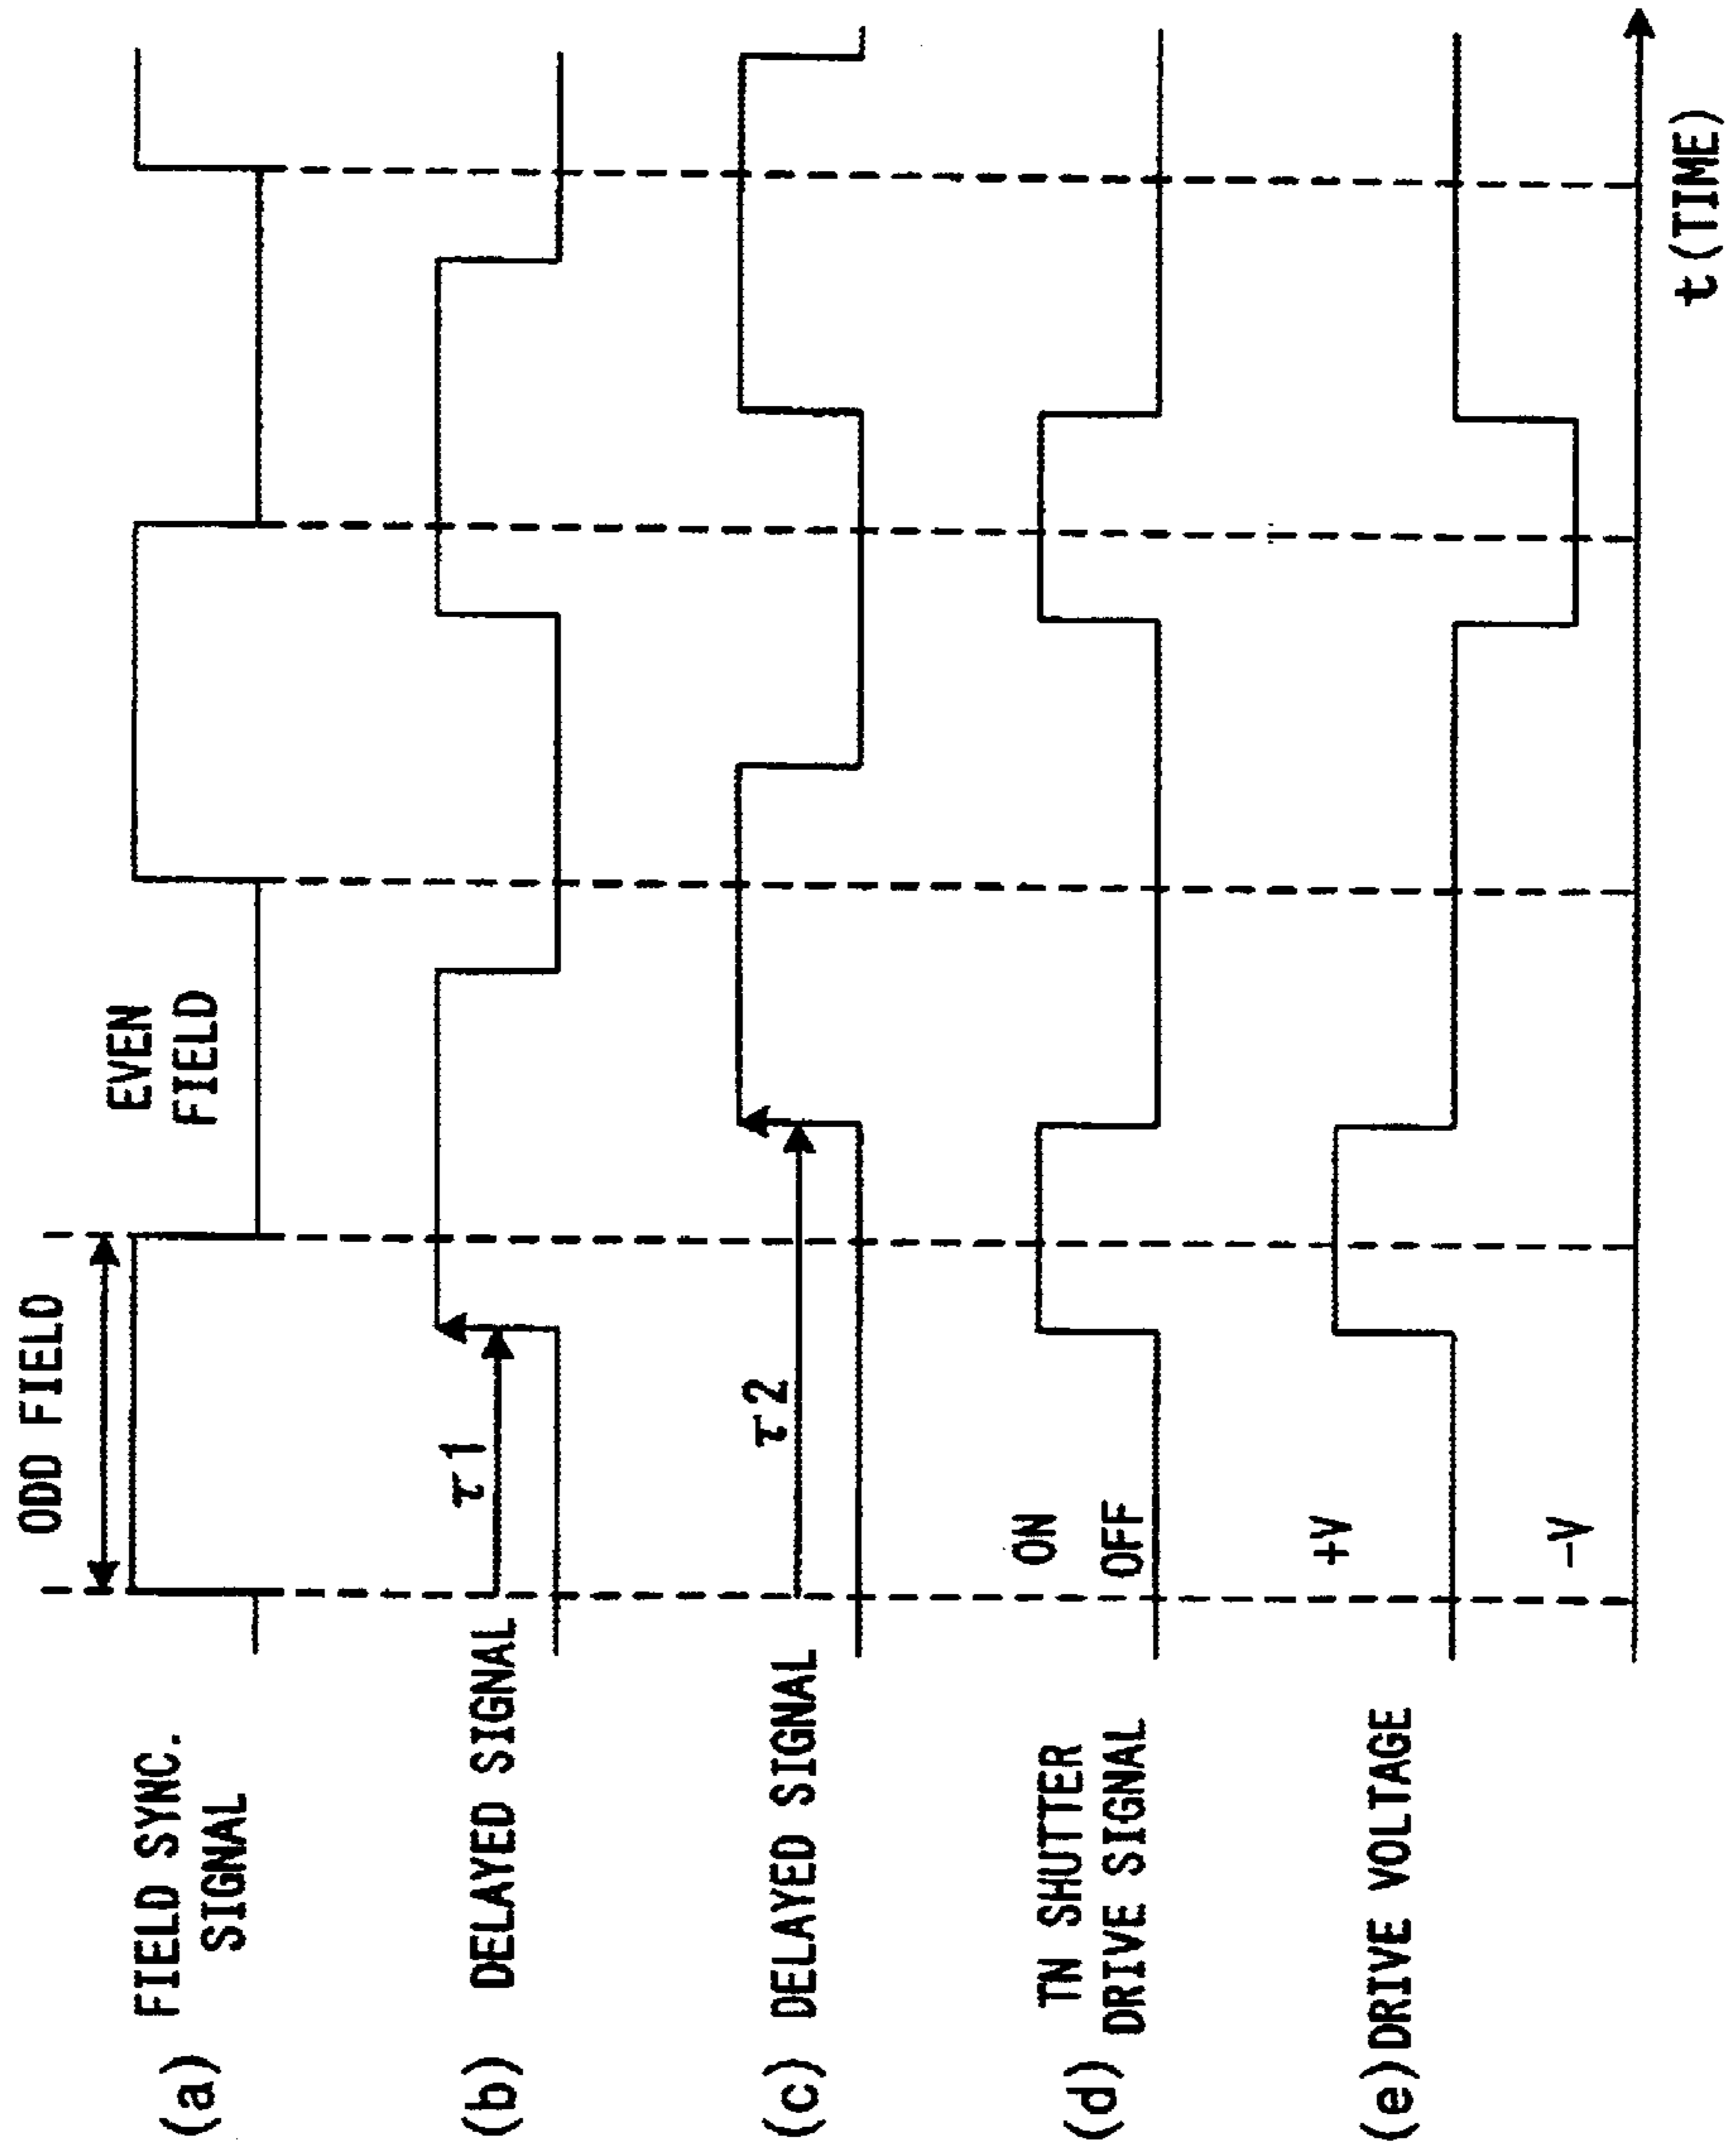 ODD FIELD
EVEN
FIELD
(a) FIELD SYNC.
SIGNAL
(b) DELAYED SIGNAL
τ1
(c) DELAYED SIGNAL
τ2
(d) TN SHUTTER
DRIVE SIGNAL
ON
OFF
(e) DRIVE VOLTAGE
+V
-V
t (TIME)